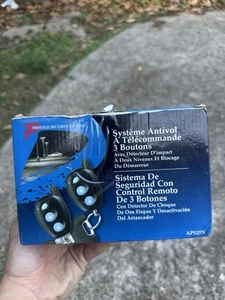 Système Antivol
À Télécommande
3 Boutons
Avec Détecteur D'impact
À Deux Niveaux Et Blocage
Du Démarreur
Sistema De
Seguridad Con
Control Remoto
De 3 Botones
Con Detector De Choque
De Dos Etapas Y Desactivación
Del Arrancador